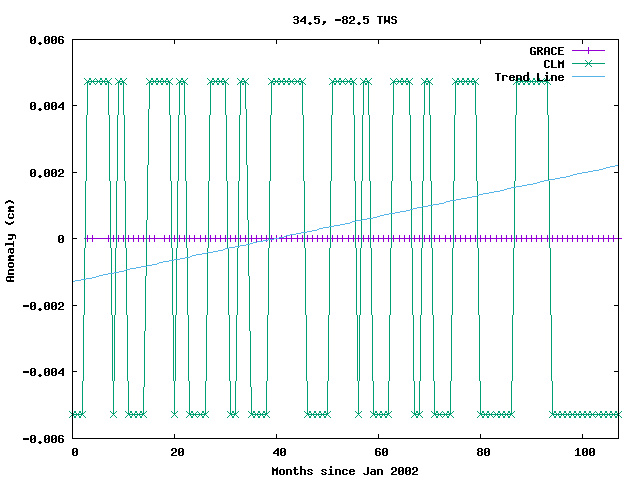 34.5, -82.5 TWS
GRACE
CLM
Trend Line
0.006
0.004
0.002
0
-0.002
-0.004
-0.006
Anomaly (cm)
0 20 40 60 80 100
Months since Jan 2002